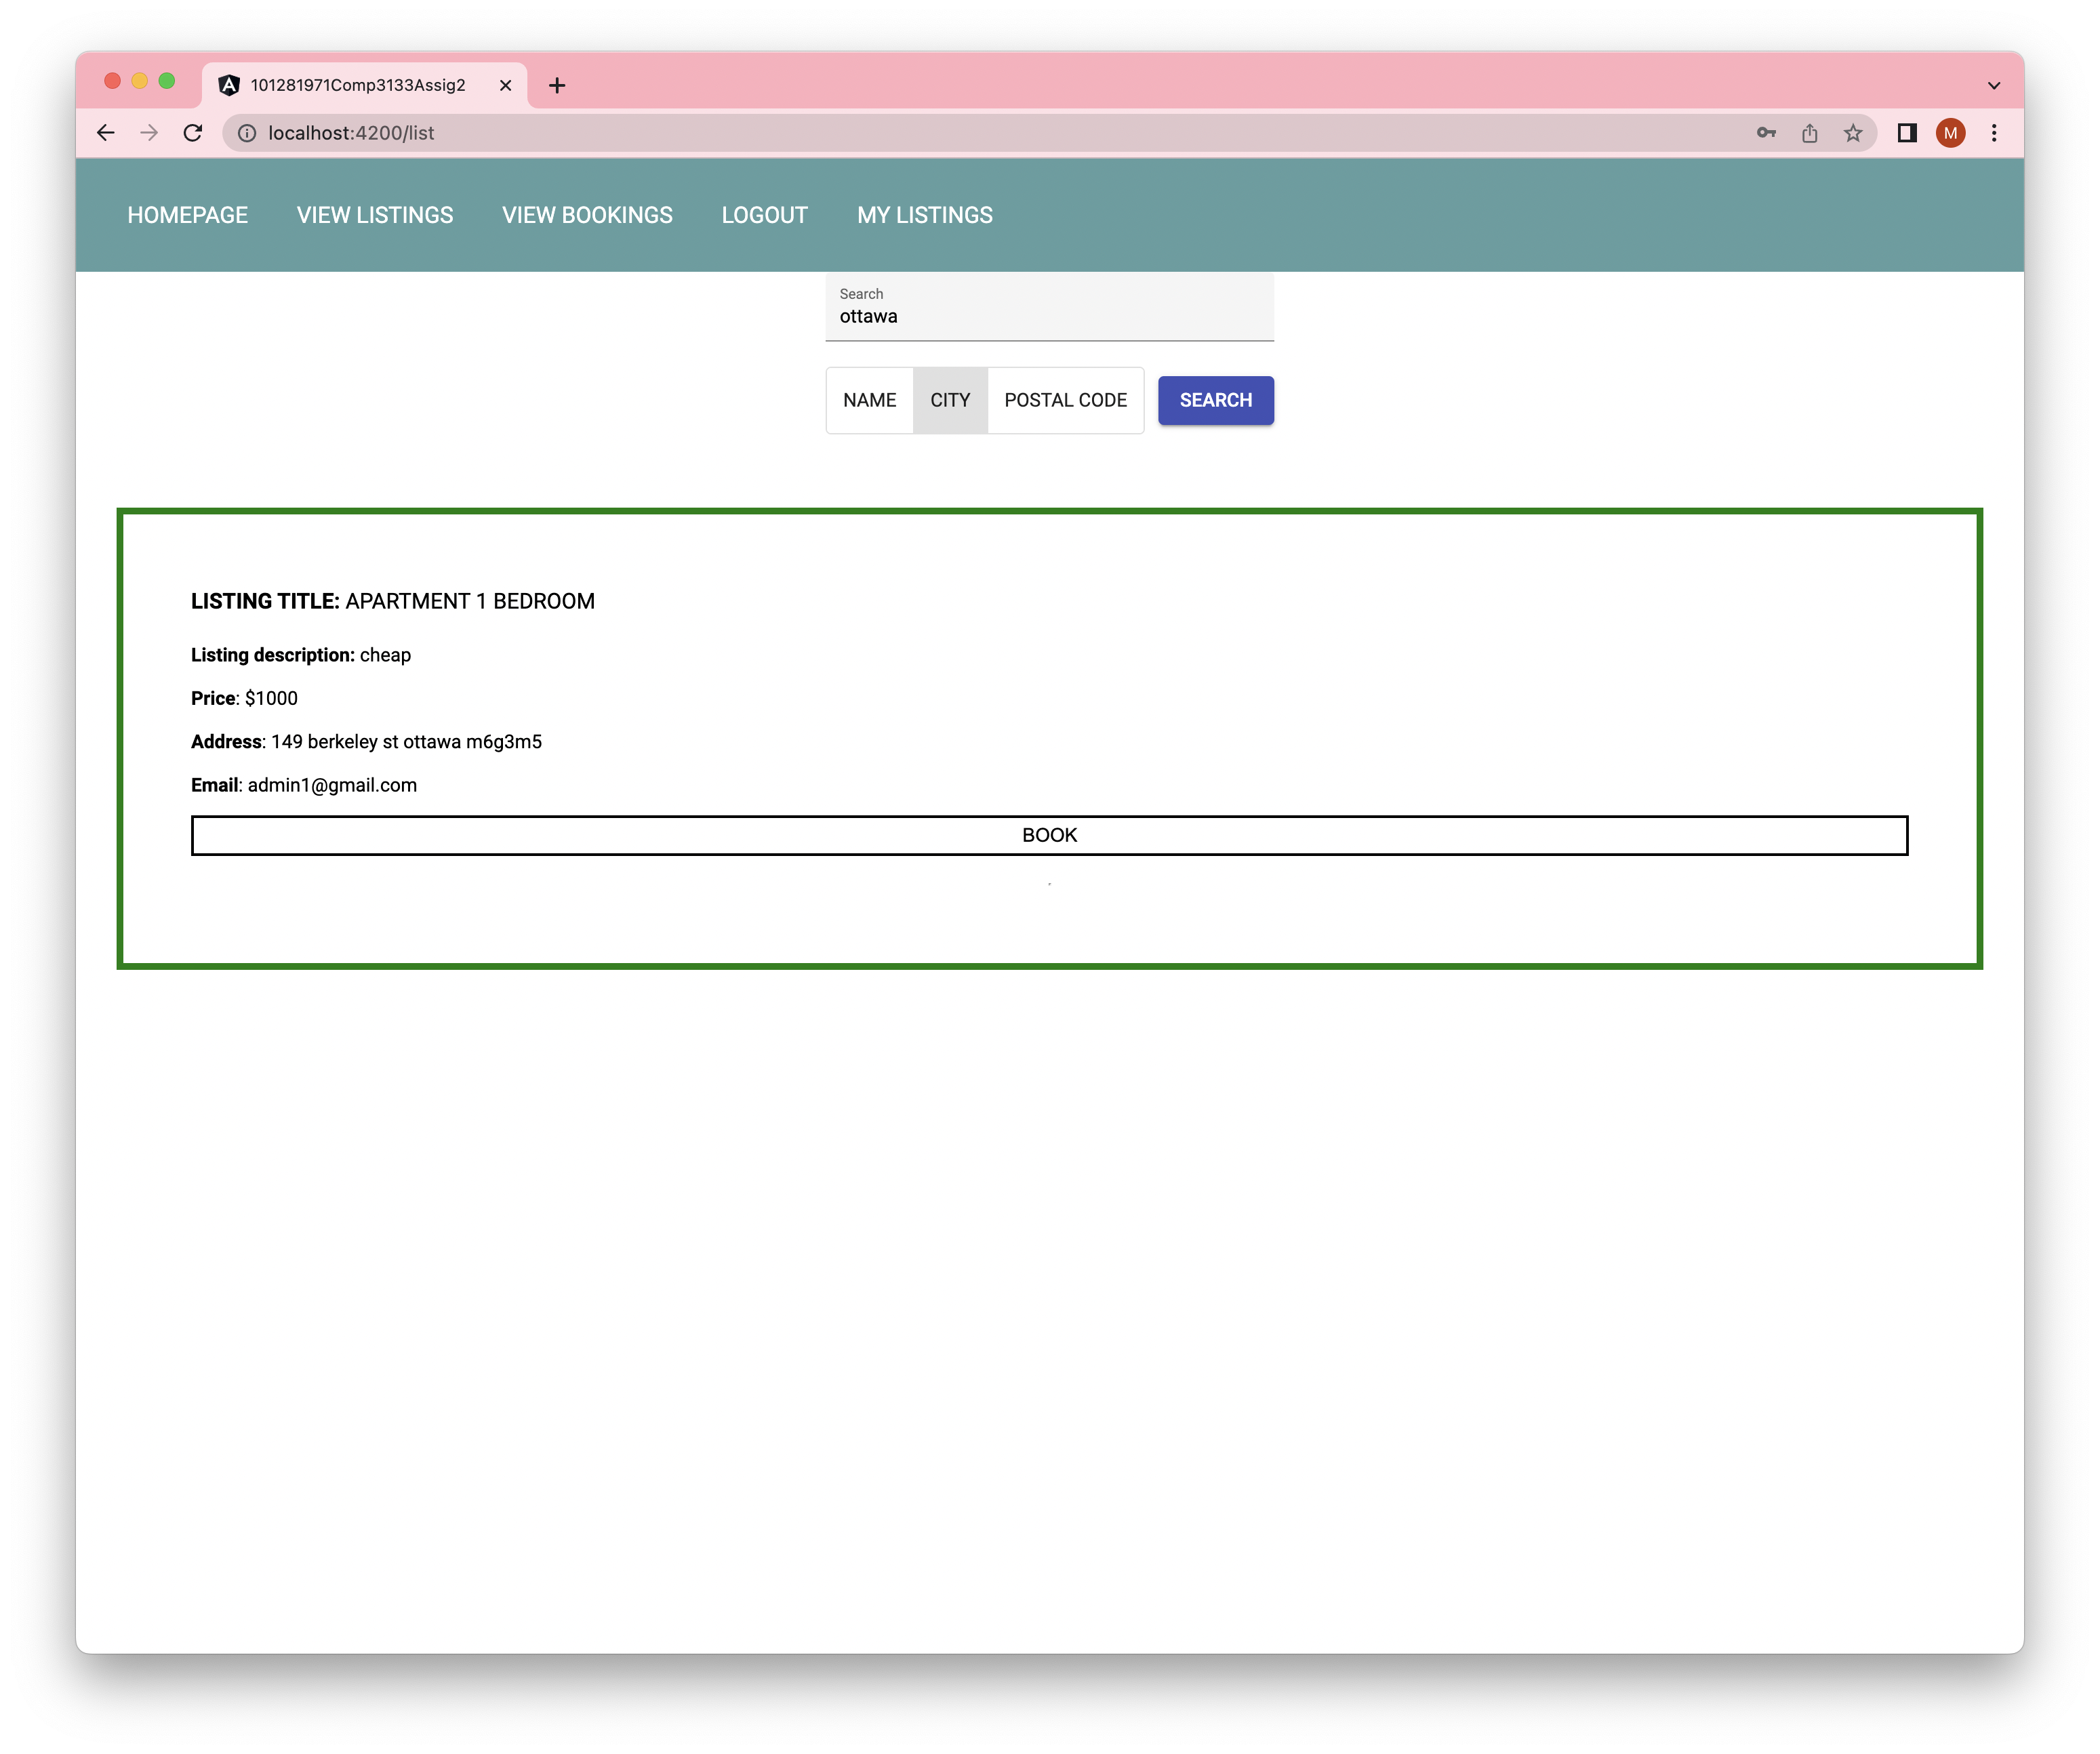 101281971Comp3133Assig2
localhost:4200/list
M
HOMEPAGE VIEW LISTINGS VIEW BOOKINGS LOGOUT MY LISTINGS
Search
ottawa
NAME CITY POSTAL CODE SEARCH
LISTING TITLE: APARTMENT 1 BEDROOM
Listing description: cheap
Price: $1000
Address: 149 berkeley st ottawa m6g3m5
Email: admin1@gmail.com
BOOK